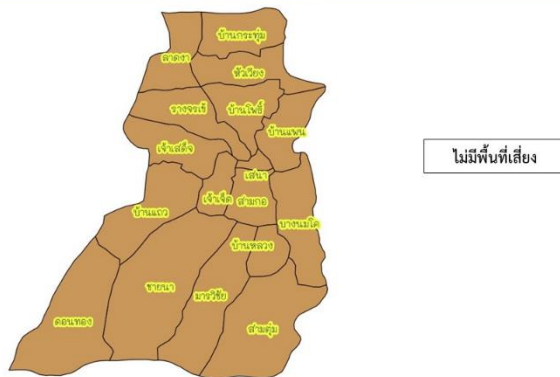 บ้านกระทุ่ม
ลาดงา
หัวเวียง
รางจรเข้
บ้านโพธิ์
บ้านแพน
เจ้าเสด็จ
ไม่มีพื้นที่เสี่ยง
เสนา
เจ้าเจ็ด
สามกอ
บ้านแถว
บางนมโค
บ้านหลวง
ชายนา
มารวิชัย
ดอนทอง
สามตุ่ม